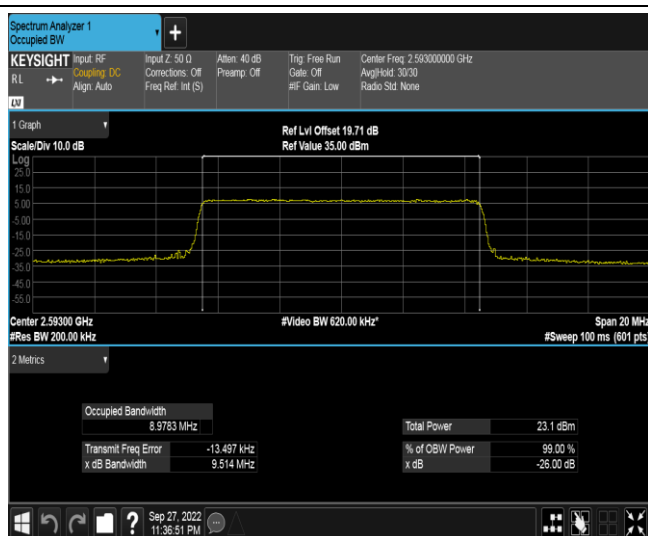 Spectrum Analyzer 1
Occupied BW
+
KEYSIGHT
RL
LXI
Input: RF
Coupling: DC
Align: Auto
Input Z: 50 Ω
Corrections: Off
Freq Ref: Int (S)
Atten: 40 dB
Preamp: Off
Trig: Free Run
Gate: Off
#IF Gain: Low
Center Freq: 2.593000000 GHz
Avg|Hold: 30/30
Radio Std: None
1 Graph
Scale/Div 10.0 dB
Ref Lvl Offset 19.71 dB
Ref Value 35.00 dBm
Log
25.0
15.0
5.00
-5.00
-15.0
-25.0
-35.0
-45.0
-55.0
Center 2.59300 GHz
#Res BW 200.00 kHz
#Video BW 620.00 kHz*
Span 20 MHz
#Sweep 100 ms (601 pts)
2 Metrics
Occupied Bandwidth
8.9783 MHz
Transmit Freq Error -13.497 kHz
x dB Bandwidth 9.514 MHz
Total Power 23.1 dBm
% of OBW Power 99.00 %
x dB -26.00 dB
?
Sep 27, 2022
11:36:51 PM